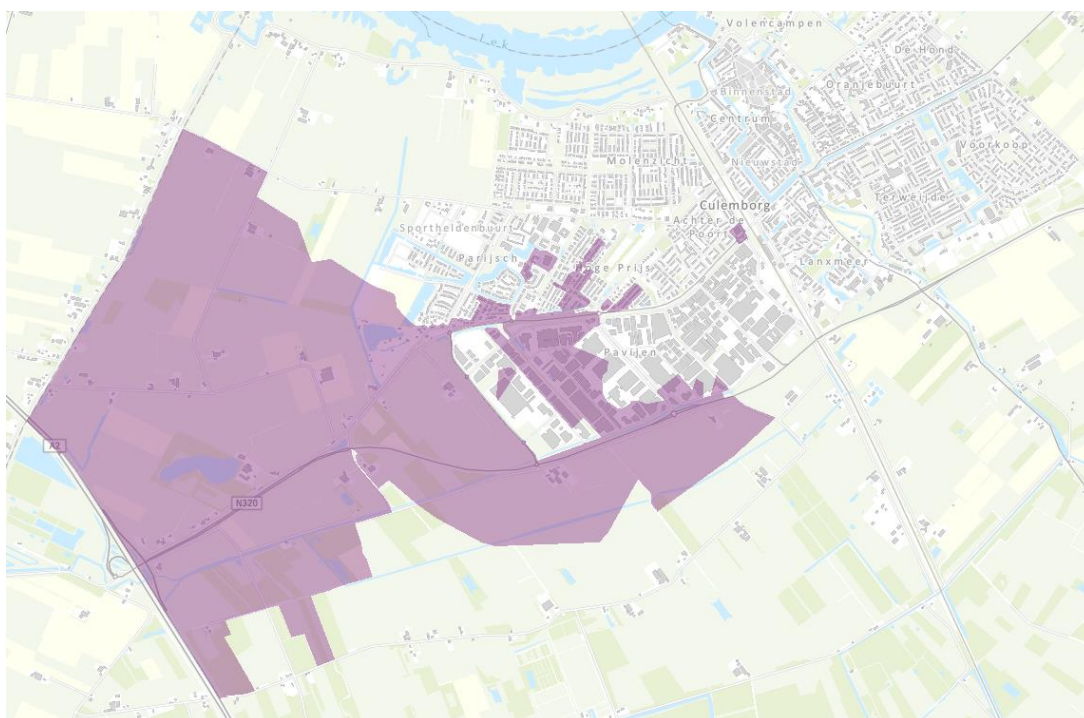 Volencampen
Lek
De Hond
Oranjebuurt
Binnenstad
Centrum
Voorkoop
Molenzicht
Nieuwstad
Terweijde
Culemborg
Achter de
Poort
Sportheldenbuurt
Parijsch
Hoge Prijs
Lanxmeer
Pavijen
A2
N320